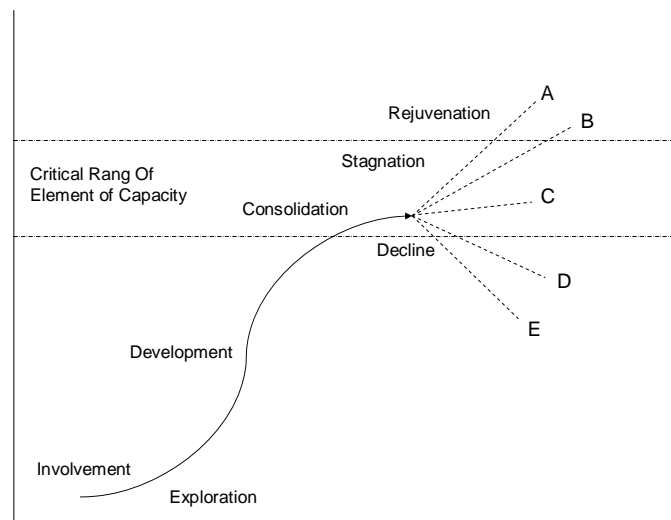 A
Rejuvenation
B
Stagnation
Critical Rang Of
Element of Capacity
C
Consolidation
Decline
D
E
Development
Involvement
Exploration